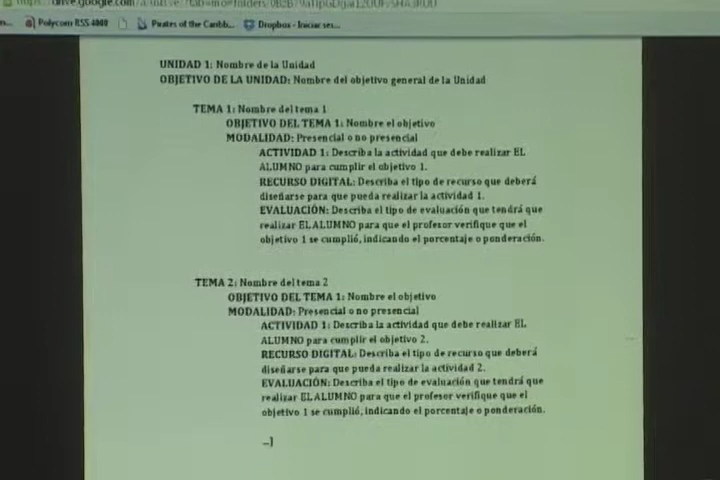 Polycom RSS 4000
Pirates of the Caribb...
Dropbox - Iniciar ses...
UNIDAD 1: Nombre de la Unidad
OBJETIVO DE LA UNIDAD: Nombre del objetivo general de la Unidad
TEMA 1: Nombre del tema 1
OBJETIVO DEL TEMA 1: Nombre el objetivo
MODALIDAD: Presencial o no presencial
ACTIVIDAD 1: Describa la actividad que debe realizar EL
ALUMNO para cumplir el objetivo 1.
RECURSO DIGITAL: Describa el tipo de recurso que deberá
diseñarse para que pueda realizar la actividad 1.
EVALUACIÓN: Describa el tipo de evaluación que tendrá que
realizar EL ALUMNO para que el profesor verifique que el
objetivo 1 se cumplió, indicando el porcentaje o ponderación.
TEMA 2: Nombre del tema 2
OBJETIVO DEL TEMA 1: Nombre el objetivo
MODALIDAD: Presencial o no presencial
ACTIVIDAD 1: Describa la actividad que debe realizar EL
ALUMNO para cumplir el objetivo 2.
RECURSO DIGITAL: Describa el tipo de recurso que deberá
diseñarse para que pueda realizar la actividad 2.
EVALUACIÓN: Describa el tipo de evaluación que tendrá que
realizar EL ALUMNO para que el profesor verifique que el
objetivo 1 se cumplió, indicando el porcentaje o ponderación.
...]